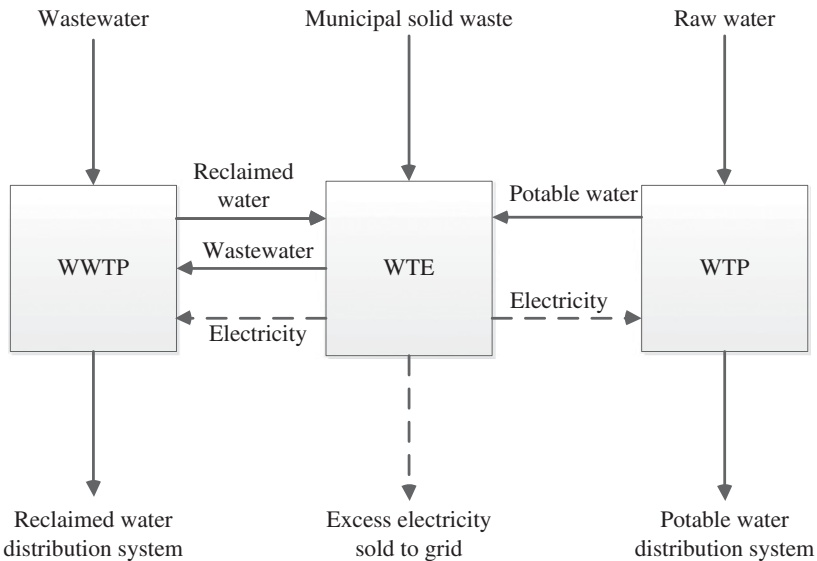 Wastewater
Municipal solid waste
Raw water
Reclaimed
water
Potable water
Wastewater
WWTP
WTE
WTP
Electricity
Electricity
Reclaimed water
distribution system
Excess electricity
sold to grid
Potable water
distribution system